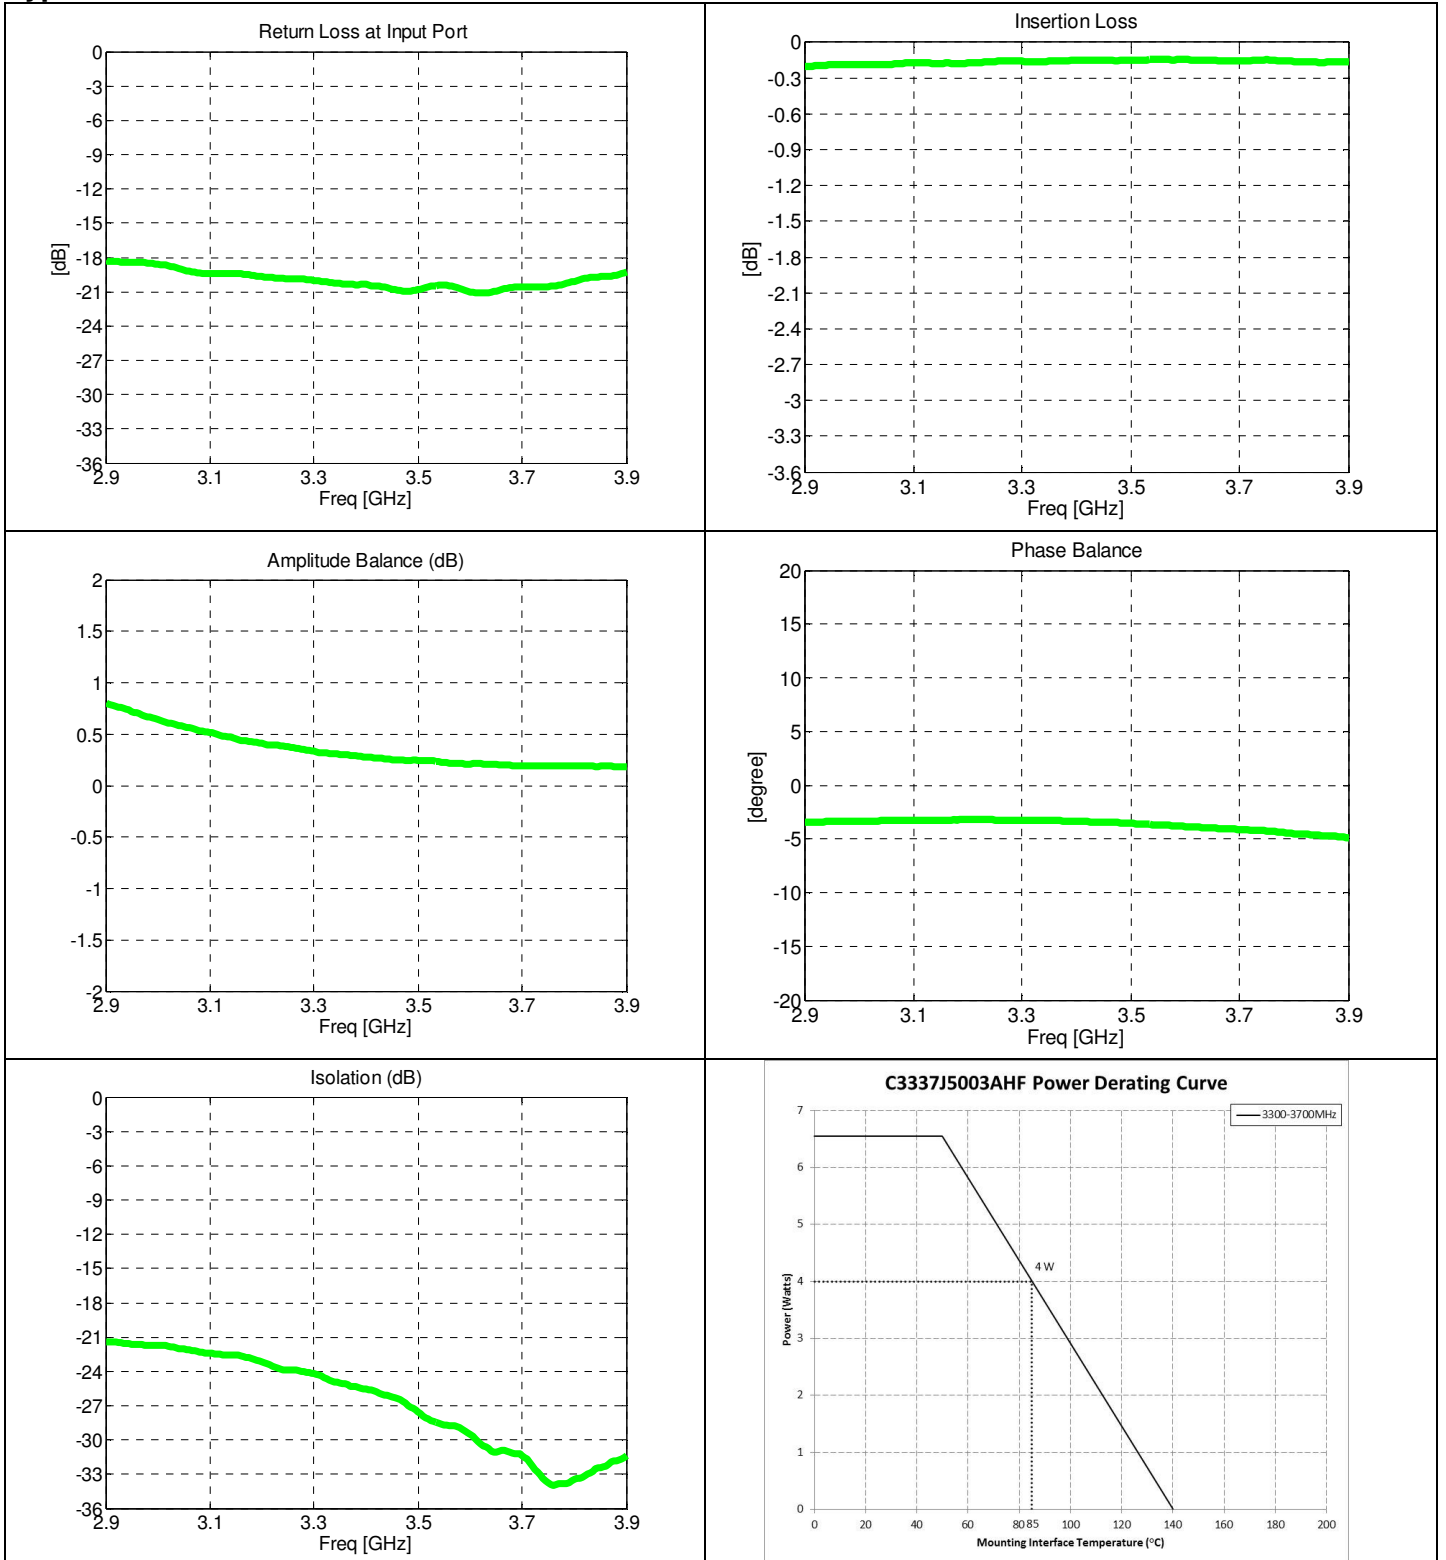 Return Loss at Input Port
0
-3
-6
-9
-12
-15
-18
-21
-24
-27
-30
-33
-36
[dB]
2.9 3.1 3.3 3.5 3.7 3.9
Freq [GHz]
Insertion Loss
0
-0.3
-0.6
-0.9
-1.2
-1.5
-1.8
-2.1
-2.4
-2.7
-3
-3.3
-3.6
[dB]
2.9 3.1 3.3 3.5 3.7 3.9
Freq [GHz]
Amplitude Balance (dB)
2
1.5
1
0.5
0
-0.5
-1
-1.5
-2
2.9 3.1 3.3 3.5 3.7 3.9
Freq [GHz]
Phase Balance
20
15
10
5
0
-5
-10
-15
-20
[degree]
2.9 3.1 3.3 3.5 3.7 3.9
Freq [GHz]
Isolation (dB)
0
-3
-6
-9
-12
-15
-18
-21
-24
-27
-30
-33
-36
2.9 3.1 3.3 3.5 3.7 3.9
Freq [GHz]
C3337J5003AHF Power Derating Curve
3300-3700MHz
7
6
5
4
3
2
1
0
Power (Watts)
4 W
0 20 40 60 80 85 100 120 140 160 180 200
Mounting Interface Temperature (°C)